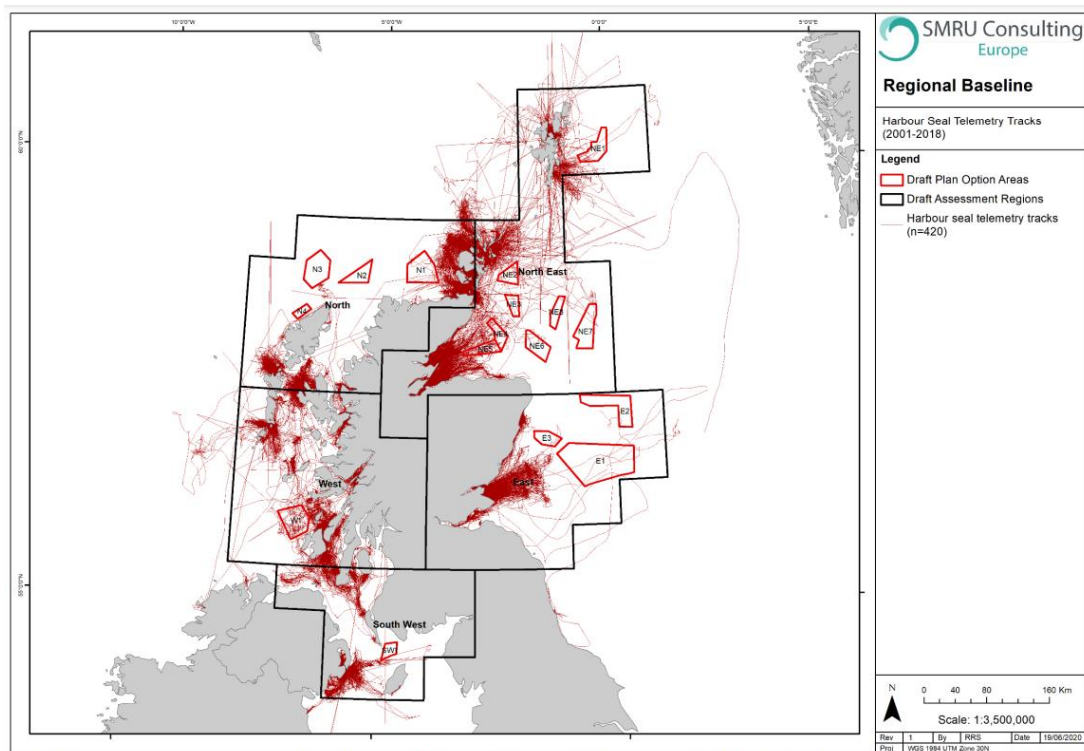 10°0'0"W
5°0'0"W
0°0'0"
5°0'0"E
SMRU Consulting
Europe
Regional Baseline
Harbour Seal Telemetry Tracks
(2001-2018)
Legend
Draft Plan Option Areas
Draft Assessment Regions
Harbour seal telemetry tracks
(n=420)
60°0'0"N
55°0'0"N
NE1
N3
N2
N1
NE2
North East
N4
North
NE3
NE8
NE7
NE4
NE5
NE6
E2
E3
E1
East
West
W1
South West
SW1
N
0 40 80 160 Km
Scale: 1:3,500,000
Rev 1 By RRS Date 19/06/2020
Proj WGS 1984 UTM Zone 30N